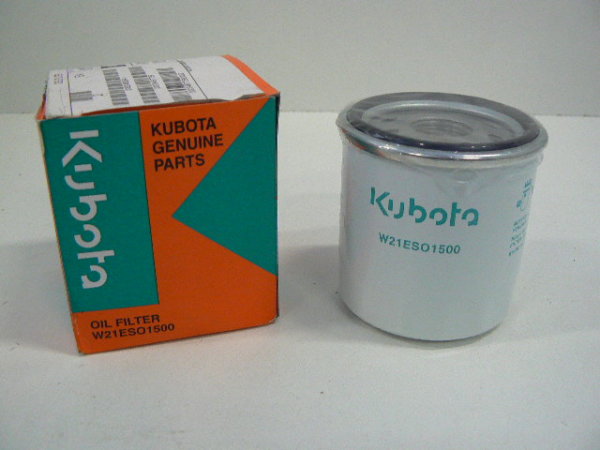 Kubota
KUBOTA
GENUINE
PARTS
OIL FILTER
W21ESO1500
Kubota
W21ESO1500